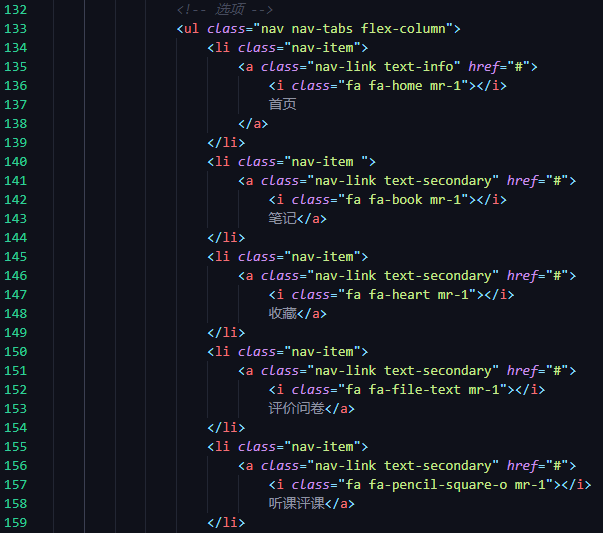 132 <!-- 选项 -->
133 <ul class="nav nav-tabs flex-column">
134 <li class="nav-item">
135 <a class="nav-link text-info" href="#">
136 <i class="fa fa-home mr-1"></i>
137 首页
138 </a>
139 </li>
140 <li class="nav-item ">
141 <a class="nav-link text-secondary" href="#">
142 <i class="fa fa-book mr-1"></i>
143 笔记</a>
144 </li>
145 <li class="nav-item">
146 <a class="nav-link text-secondary" href="#">
147 <i class="fa fa-heart mr-1"></i>
148 收藏</a>
149 </li>
150 <li class="nav-item">
151 <a class="nav-link text-secondary" href="#">
152 <i class="fa fa-file-text mr-1"></i>
153 评价问卷</a>
154 </li>
155 <li class="nav-item">
156 <a class="nav-link text-secondary" href="#">
157 <i class="fa fa-pencil-square-o mr-1"></i>
158 听课评课</a>
159 </li>